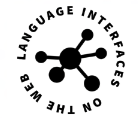 LANGUAGE INTERFACES ON THE WEB